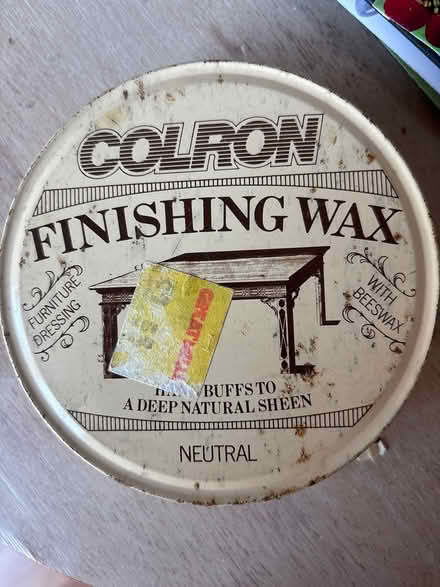 COLRON
FINISHING WAX
FURNITURE
DRESSING
WITH
BEESWAX
BUFFS TO
A DEEP NATURAL SHEEN
NEUTRAL